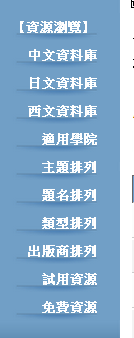 【資源瀏覽】
中文資料庫
日文資料庫
西文資料庫
適用學院
主題排列
題名排列
類型排列
出版商排列
試用資源
免費資源